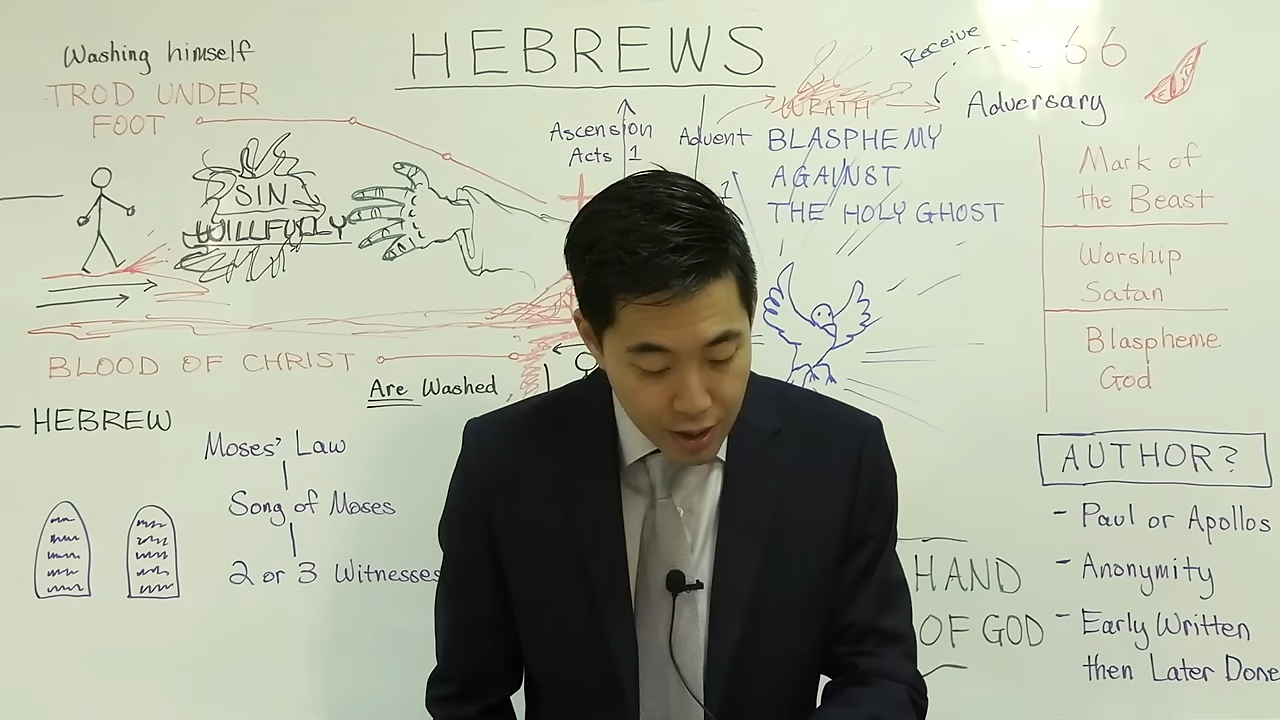 HEBREWS
Washing himself
TROD UNDER
FOOT
SIN
WILLFULLY
BLOOD OF CHRIST
Are Washed
- HEBREW
Moses' Law
Song of Moses
2 or 3 Witnesses
Ascension
Acts 1
Advent
WRATH
BLASPHEMY
AGAINST
THE HOLY GHOST
Receive
666
Adversary
Mark of
the Beast
Worship
Satan
Blaspheme
God
AUTHOR?
- Paul or Apollos
- Anonymity
- Early Written
then Later Done
HAND
OF GOD